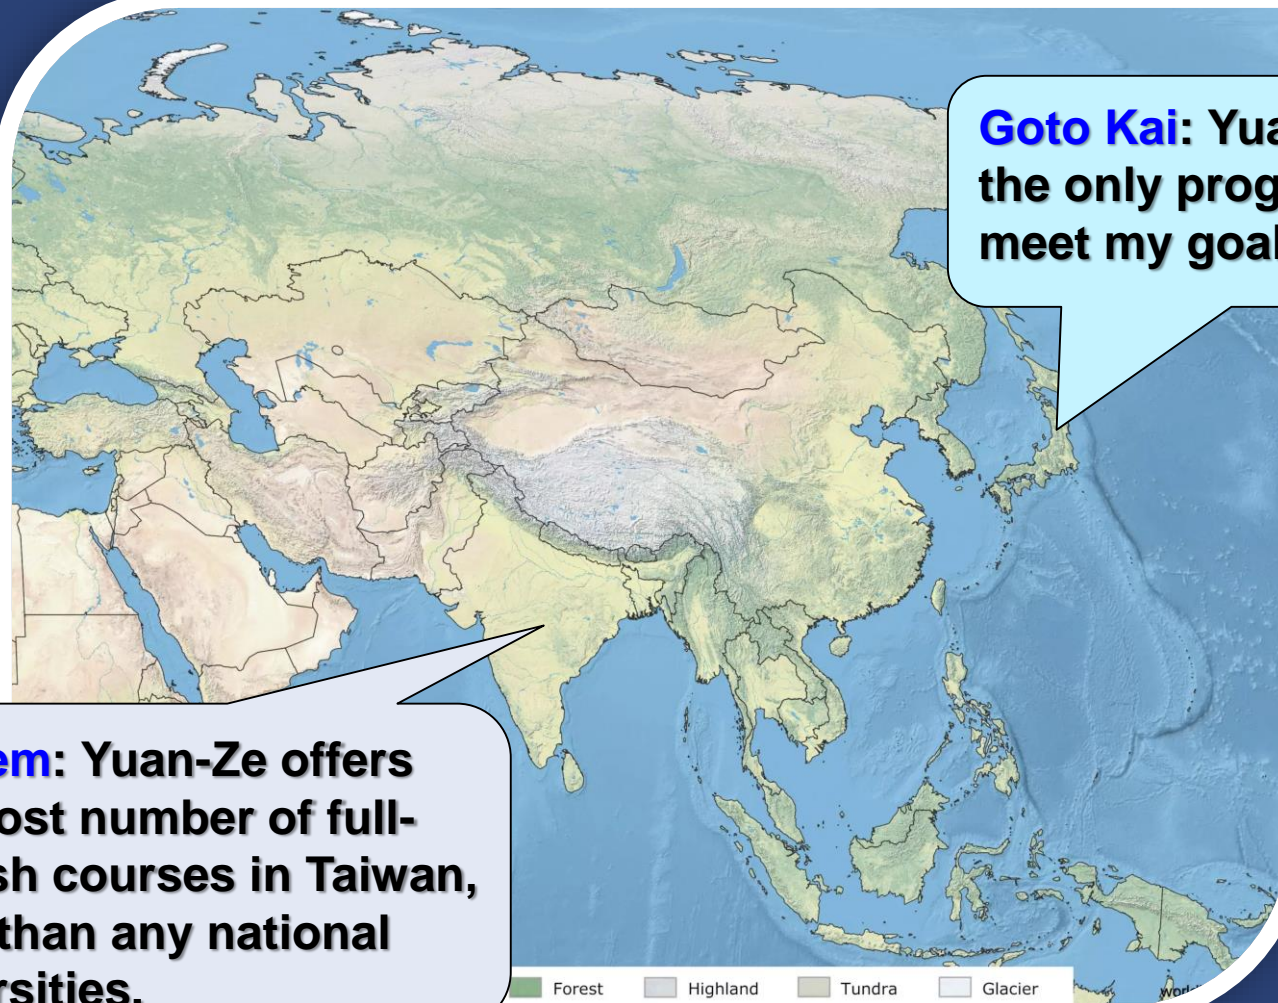 Goto Kai: Yua
the only prog
meet my goal
em: Yuan-Ze offers
ost number of full-
sh courses in Taiwan,
than any national
rsities.
Forest Highland Tundra Glacier
world